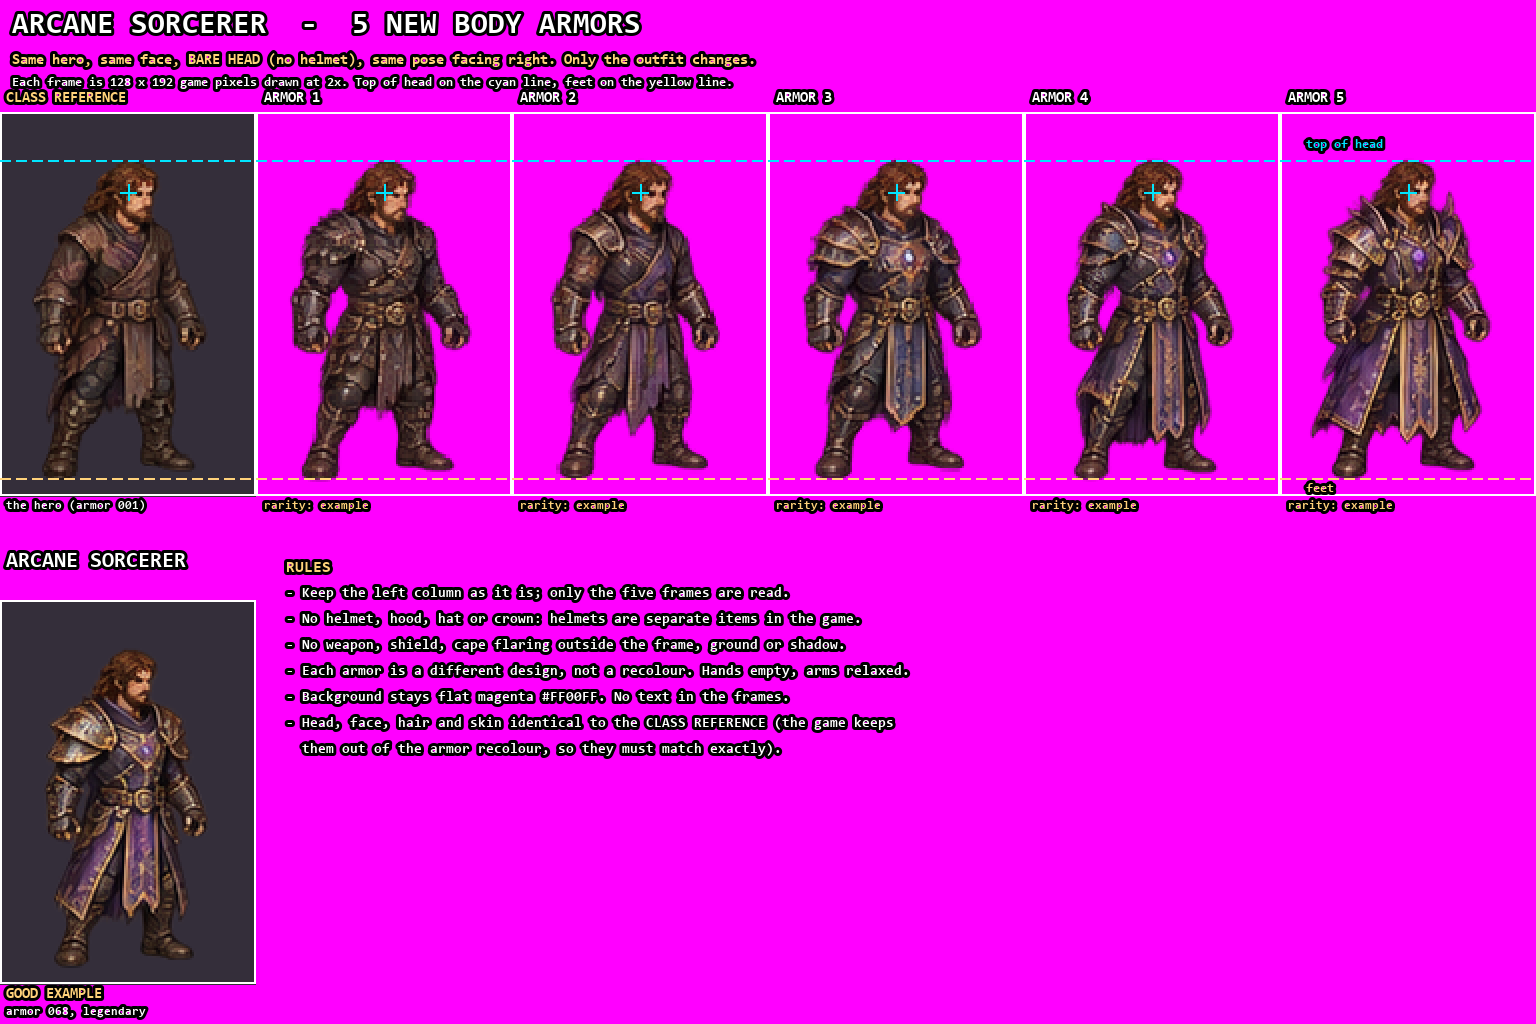 ARCANE SORCERER - 5 NEW BODY ARMORS
Same hero, same face, BARE HEAD (no helmet), same pose facing right. Only the outfit changes.
Each frame is 128 x 192 game pixels drawn at 2x. Top of head on the cyan line, feet on the yellow line.
CLASS REFERENCE
ARMOR 1
ARMOR 2
ARMOR 3
ARMOR 4
ARMOR 5
top of head
feet
the hero (armor 001)
rarity: example
rarity: example
rarity: example
rarity: example
rarity: example
ARCANE SORCERER
RULES
- Keep the left column as it is; only the five frames are read.
- No helmet, hood, hat or crown: helmets are separate items in the game.
- No weapon, shield, cape flaring outside the frame, ground or shadow.
- Each armor is a different design, not a recolour. Hands empty, arms relaxed.
- Background stays flat magenta #FF00FF. No text in the frames.
- Head, face, hair and skin identical to the CLASS REFERENCE (the game keeps
them out of the armor recolour, so they must match exactly).
GOOD EXAMPLE
armor 068, legendary